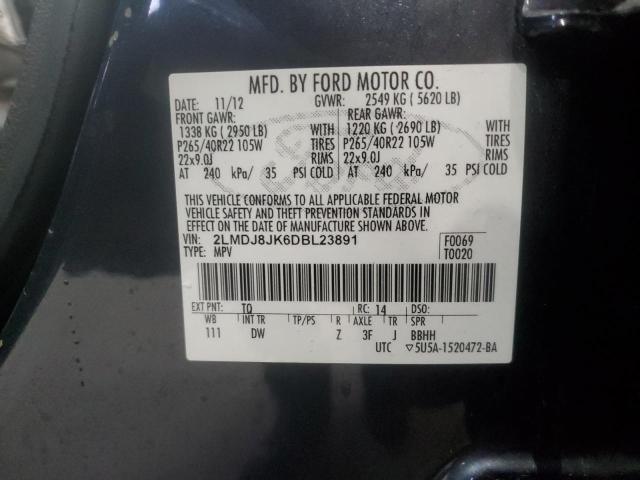 MFD. BY FORD MOTOR CO.
DATE: 11/12 GVWR: 2549 KG ( 5620 LB)
FRONT GAWR: REAR GAWR:
1338 KG ( 2950 LB) WITH 1220 KG ( 2690 LB) WITH
P265/40R22 105W TIRES P265/40R22 105W TIRES
22x9.0J RIMS 22x9.0J RIMS
AT 240 kPa/ 35 PSI COLD AT 240 kPa/ 35 PSI COLD
THIS VEHICLE CONFORMS TO ALL APPLICABLE FEDERAL MOTOR
VEHICLE SAFETY AND THEFT PREVENTION STANDARDS IN
EFFECT ON THE DATE OF MANUFACTURE SHOWN ABOVE.
VIN: 2LMDJ8JK6DBL23891 F0069
TYPE: MPV T0020
EXT PNT: TQ RC: 14 DSO:
WB INT TR TP/PS R AXLE TR SPR
111 DW Z 3F J BBHH
UTC ▽5U5A-1520472-BA